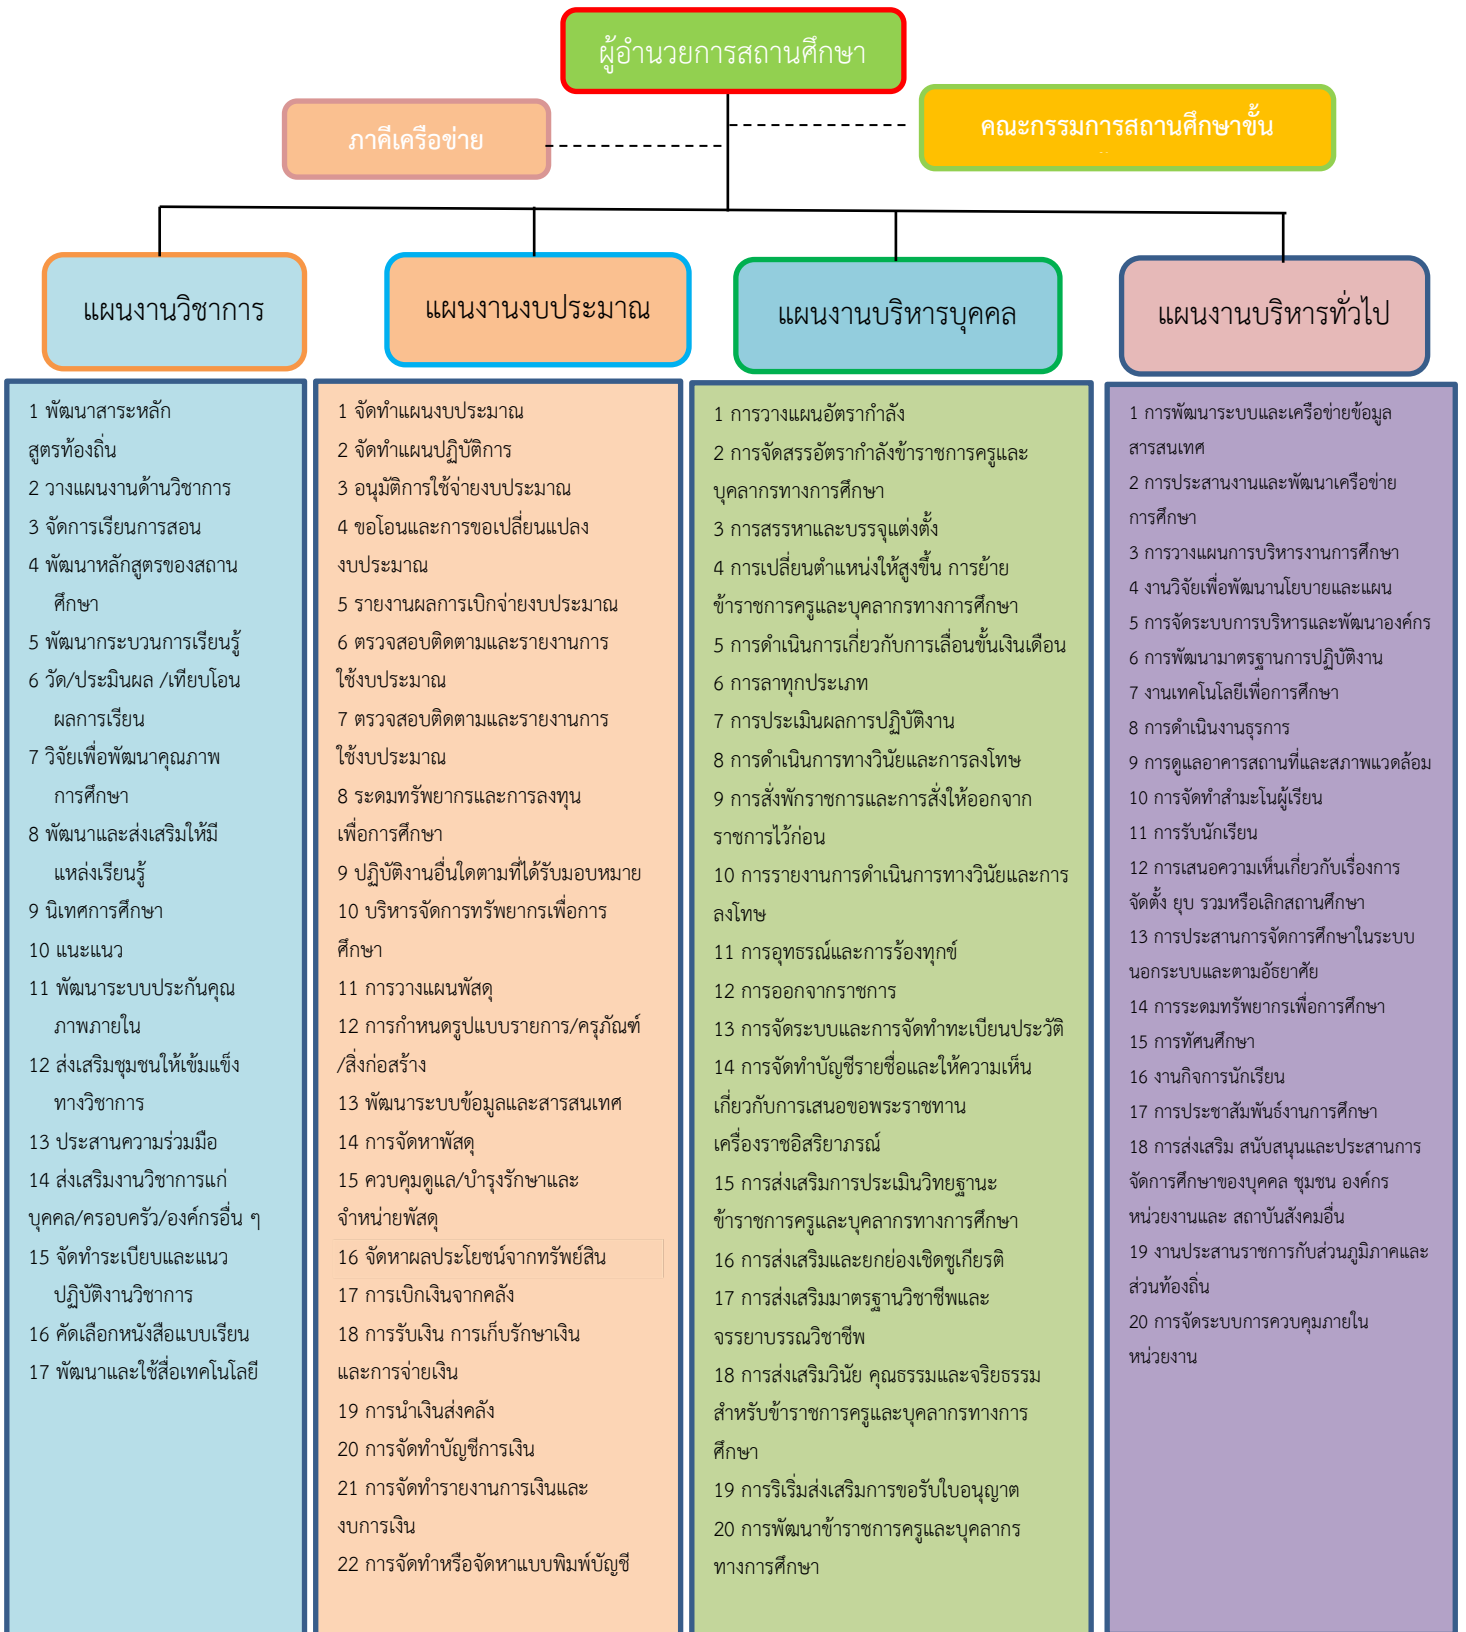 ผู้อำนวยการสถานศึกษา
ภาคีเครือข่าย
คณะกรรมการสถานศึกษาขั้น
แผนงานวิชาการ
แผนงานงบประมาณ
แผนงานบริหารบุคคล
แผนงานบริหารทั่วไป
1 พัฒนาสาระหลัก
สูตรท้องถิ่น
2 วางแผนงานด้านวิชาการ
3 จัดการเรียนการสอน
4 พัฒนาหลักสูตรของสถาน
ศึกษา
5 พัฒนากระบวนการเรียนรู้
6 วัด/ประมินผล /เทียบโอน
ผลการเรียน
7 วิจัยเพื่อพัฒนาคุณภาพ
การศึกษา
8 พัฒนาและส่งเสริมให้มี
แหล่งเรียนรู้
9 นิเทศการศึกษา
10 แนะแนว
11 พัฒนาระบบประกันคุณ
ภาพภายใน
12 ส่งเสริมชุมชนให้เข้มแข็ง
ทางวิชาการ
13 ประสานความร่วมมือ
14 ส่งเสริมงานวิชาการแก่
บุคคล/ครอบครัว/องค์กรอื่น ๆ
15 จัดทำระเบียบและแนว
ปฏิบัติงานวิชาการ
16 คัดเลือกหนังสือแบบเรียน
17 พัฒนาและใช้สื่อเทคโนโลยี
1 จัดทำแผนงบประมาณ
2 จัดทำแผนปฏิบัติการ
3 อนุมัติการใช้จ่ายงบประมาณ
4 ขอโอนและการขอเปลี่ยนแปลง
งบประมาณ
5 รายงานผลการเบิกจ่ายงบประมาณ
6 ตรวจสอบติดตามและรายงานการ
ใช้งบประมาณ
7 ตรวจสอบติดตามและรายงานการ
ใช้งบประมาณ
8 ระดมทรัพยากรและการลงทุน
เพื่อการศึกษา
9 ปฏิบัติงานอื่นใดตามที่ได้รับมอบหมาย
10 บริหารจัดการทรัพยากรเพื่อการ
ศึกษา
11 การวางแผนพัสดุ
12 การกำหนดรูปแบบรายการ/ครุภัณฑ์
/สิ่งก่อสร้าง
13 พัฒนาระบบข้อมูลและสารสนเทศ
14 การจัดหาพัสดุ
15 ควบคุมดูแล/บำรุงรักษาและ
จำหน่ายพัสดุ
16 จัดหาผลประโยชน์จากทรัพย์สิน
17 การเบิกเงินจากคลัง
18 การรับเงิน การเก็บรักษาเงิน
และการจ่ายเงิน
19 การนำเงินส่งคลัง
20 การจัดทำบัญชีการเงิน
21 การจัดทำรายงานการเงินและ
งบการเงิน
22 การจัดทำหรือจัดหาแบบพิมพ์บัญชี
1 การวางแผนอัตรากำลัง
2 การจัดสรรอัตรากำลังข้าราชการครูและ
บุคลากรทางการศึกษา
3 การสรรหาและบรรจุแต่งตั้ง
4 การเปลี่ยนตำแหน่งให้สูงขึ้น การย้าย
ข้าราชการครูและบุคลากรทางการศึกษา
5 การดำเนินการเกี่ยวกับการเลื่อนขั้นเงินเดือน
6 การลาทุกประเภท
7 การประเมินผลการปฏิบัติงาน
8 การดำเนินการทางวินัยและการลงโทษ
9 การสั่งพักราชการและการสั่งให้ออกจาก
ราชการไว้ก่อน
10 การรายงานการดำเนินการทางวินัยและการ
ลงโทษ
11 การอุทธรณ์และการร้องทุกข์
12 การออกจากราชการ
13 การจัดระบบและการจัดทำทะเบียนประวัติ
14 การจัดทำบัญชีรายชื่อและให้ความเห็น
เกี่ยวกับการเสนอขอพระราชทาน
เครื่องราชอิสริยาภรณ์
15 การส่งเสริมการประเมินวิทยฐานะ
ข้าราชการครูและบุคลากรทางการศึกษา
16 การส่งเสริมและยกย่องเชิดชูเกียรติ
17 การส่งเสริมมาตรฐานวิชาชีพและ
จรรยาบรรณวิชาชีพ
18 การส่งเสริมวินัย คุณธรรมและจริยธรรม
สำหรับข้าราชการครูและบุคลากรทางการ
ศึกษา
19 การริเริ่มส่งเสริมการขอรับใบอนุญาต
20 การพัฒนาข้าราชการครูและบุคลากร
ทางการศึกษา
1 การพัฒนาระบบและเครือข่ายข้อมูล
สารสนเทศ
2 การประสานงานและพัฒนาเครือข่าย
การศึกษา
3 การวางแผนการบริหารงานการศึกษา
4 งานวิจัยเพื่อพัฒนานโยบายและแผน
5 การจัดระบบการบริหารและพัฒนาองค์กร
6 การพัฒนามาตรฐานการปฏิบัติงาน
7 งานเทคโนโลยีเพื่อการศึกษา
8 การดำเนินงานธุรการ
9 การดูแลอาคารสถานที่และสภาพแวดล้อม
10 การจัดทำสำมะโนผู้เรียน
11 การรับนักเรียน
12 การเสนอความเห็นเกี่ยวกับเรื่องการ
จัดตั้ง ยุบ รวมหรือเลิกสถานศึกษา
13 การประสานการจัดการศึกษาในระบบ
นอกระบบและตามอัธยาศัย
14 การระดมทรัพยากรเพื่อการศึกษา
15 การทัศนศึกษา
16 งานกิจการนักเรียน
17 การประชาสัมพันธ์งานการศึกษา
18 การส่งเสริม สนับสนุนและประสานการ
จัดการศึกษาของบุคคล ชุมชน องค์กร
หน่วยงานและ สถาบันสังคมอื่น
19 งานประสานราชการกับส่วนภูมิภาคและ
ส่วนท้องถิ่น
20 การจัดระบบการควบคุมภายใน
หน่วยงาน